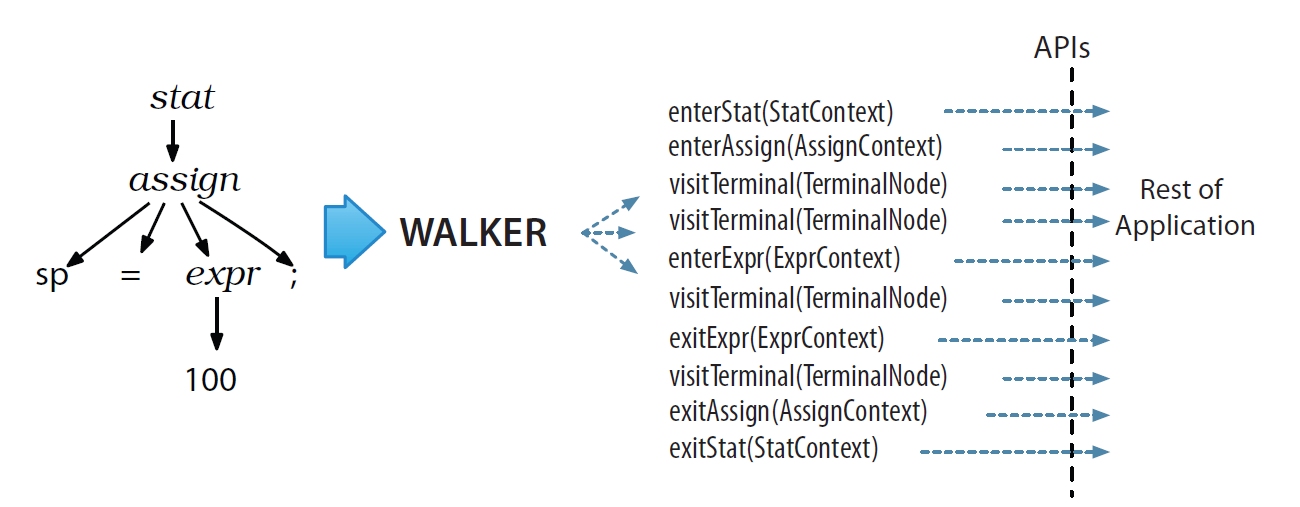 stat
assign
sp = expr ;
100
WALKER
APIs
enterStat(StatContext)
enterAssign(AssignContext)
visitTerminal(TerminalNode)
visitTerminal(TerminalNode)
enterExpr(ExprContext)
visitTerminal(TerminalNode)
exitExpr(ExprContext)
visitTerminal(TerminalNode)
exitAssign(AssignContext)
exitStat(StatContext)
Rest of
Application